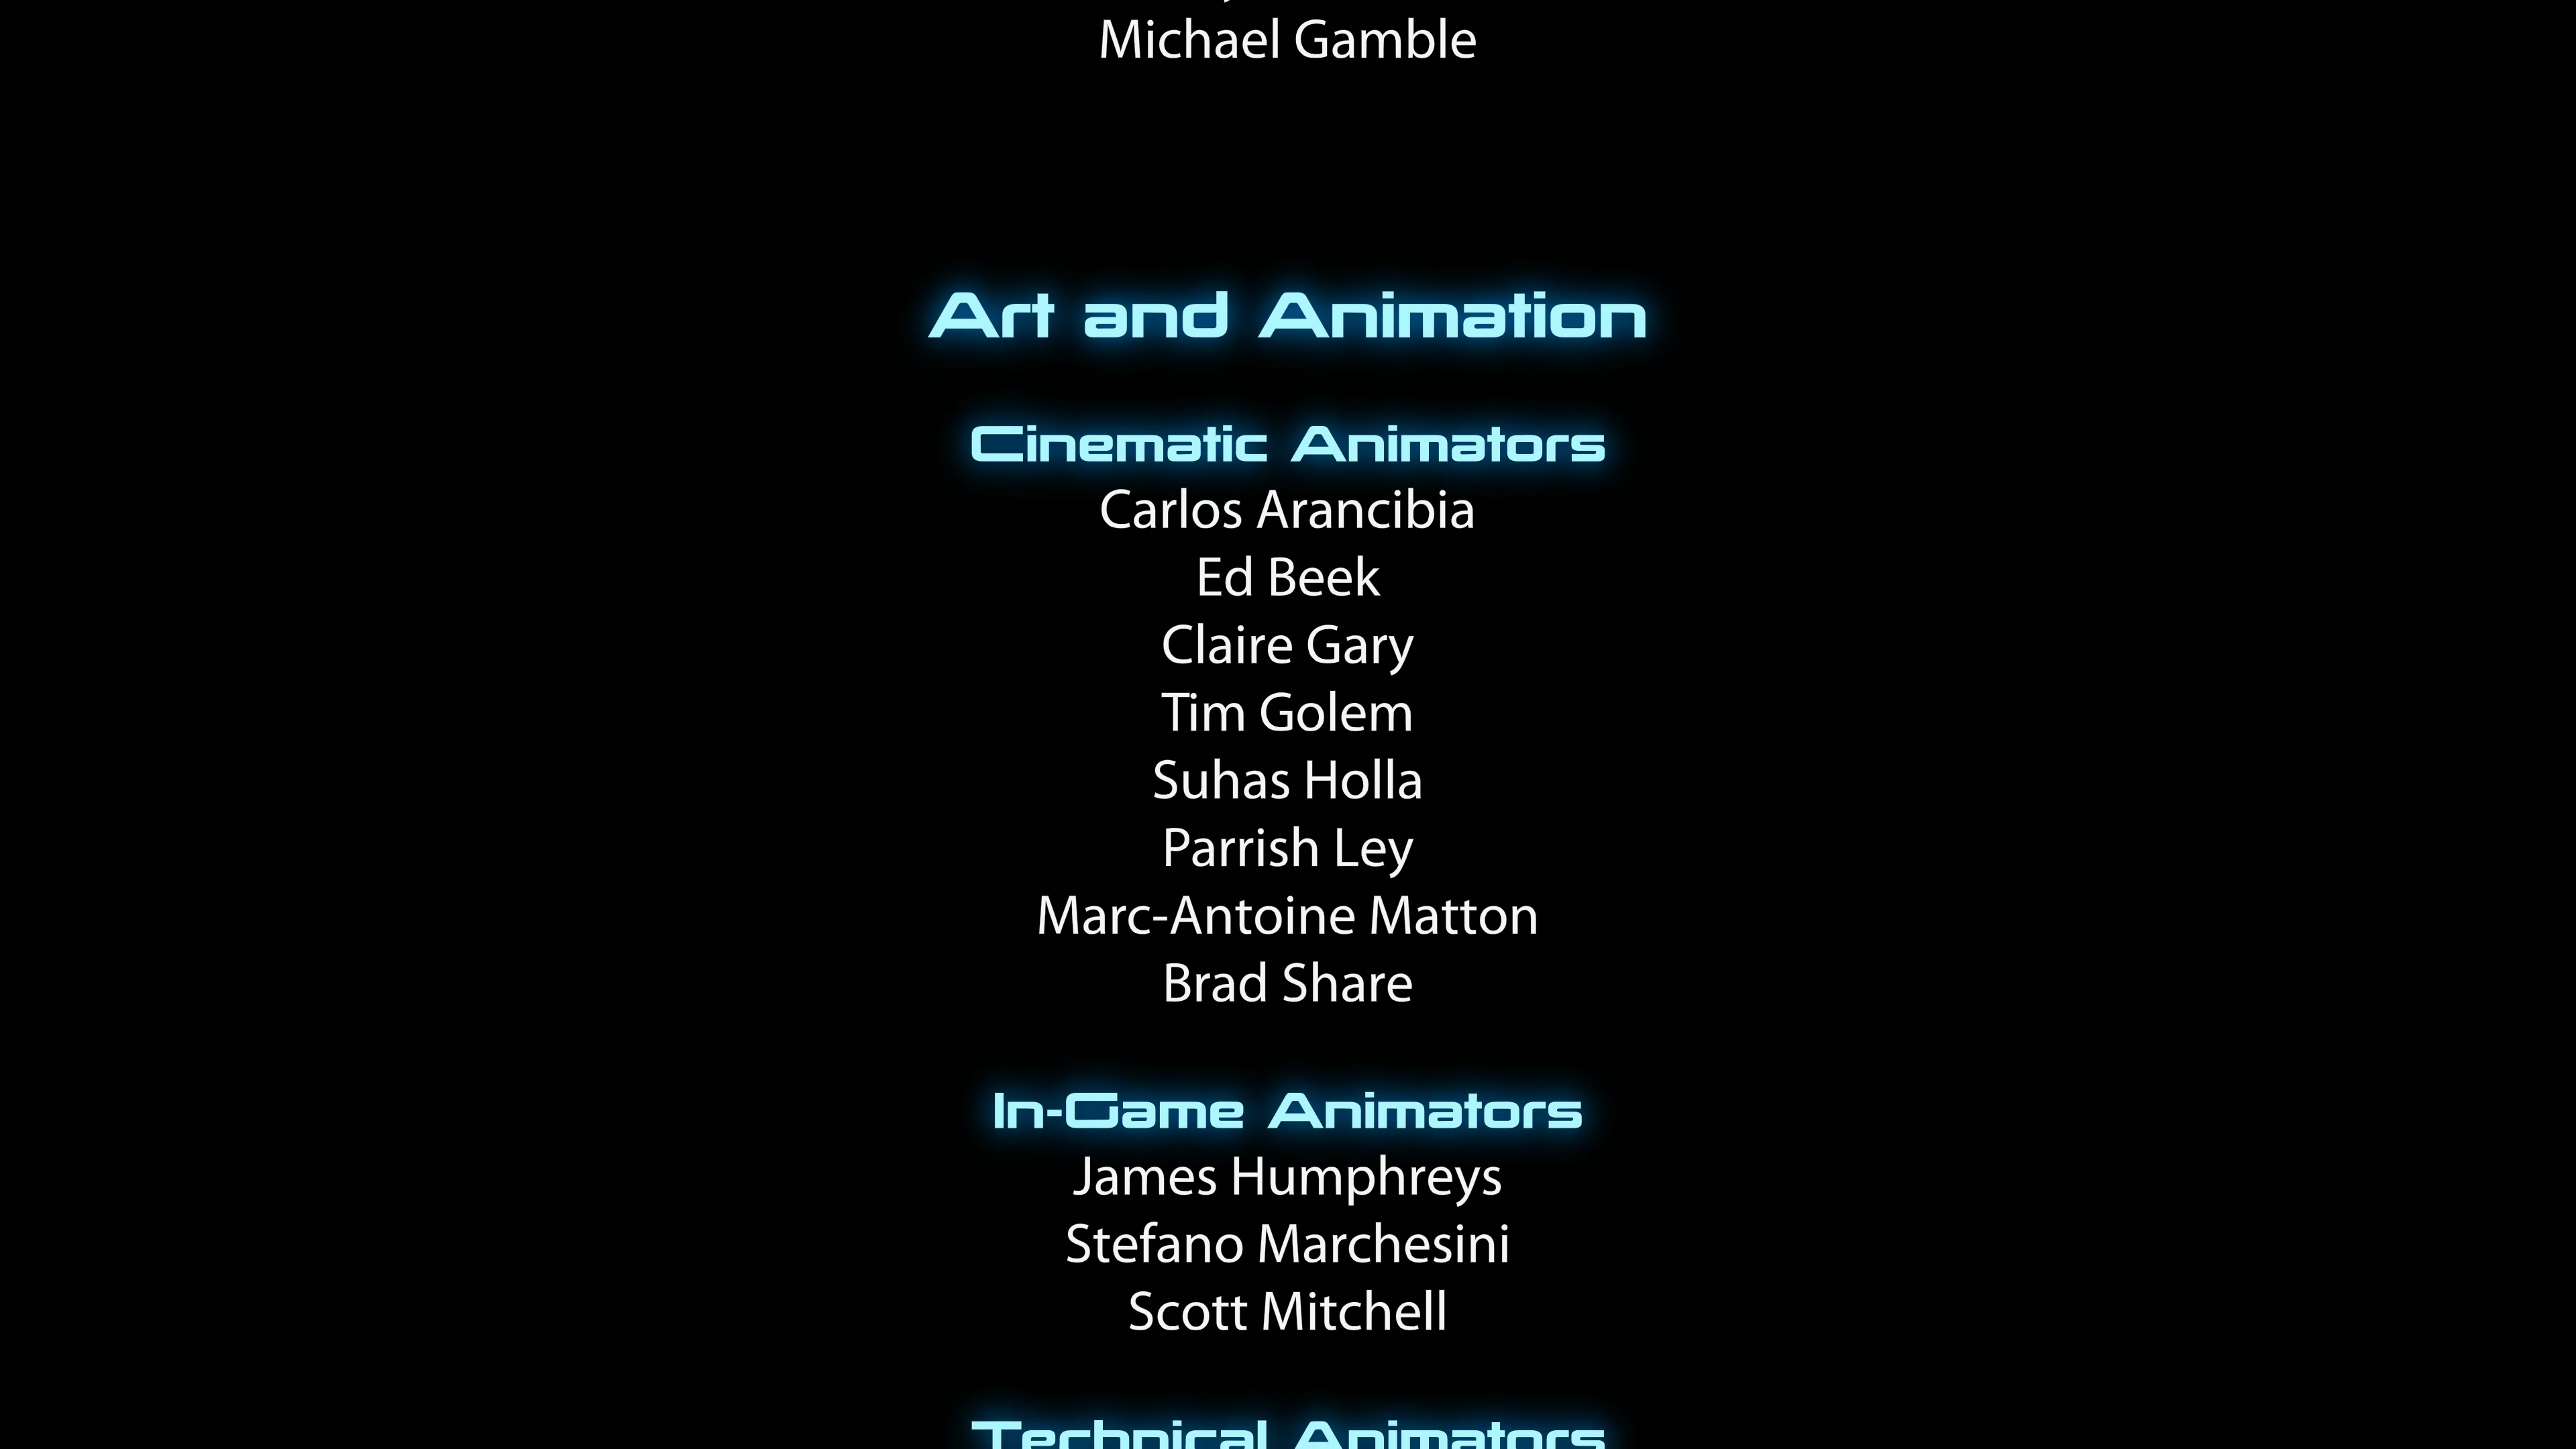 Michael Gamble
Art and Animation
Cinematic Animators
Carlos Arancibia
Ed Beek
Claire Gary
Tim Golem
Suhas Holla
Parrish Ley
Marc-Antoine Matton
Brad Share
In-Game Animators
James Humphreys
Stefano Marchesini
Scott Mitchell
Technical Animators